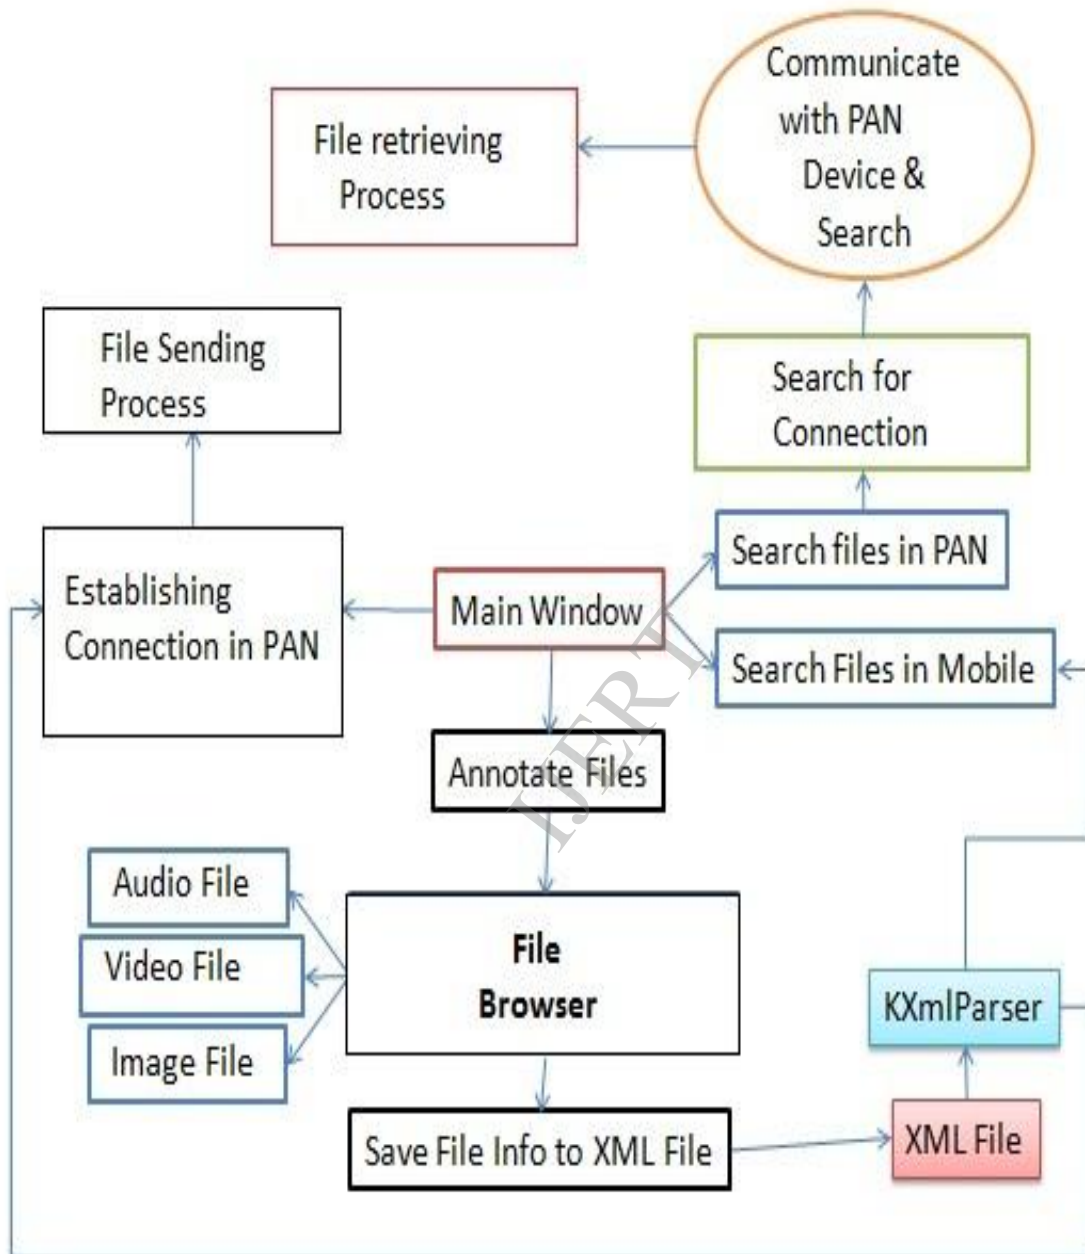 Communicate
with PAN
Device &
Search
File retrieving
Process
File Sending
Process
Search for
Connection
Search files in PAN
Establishing
Connection in PAN
Main Window
Search Files in Mobile
Annotate Files
Audio File
Video File
Image File
File
Browser
KXmlParser
Save File Info to XML File
XML File
IJERT